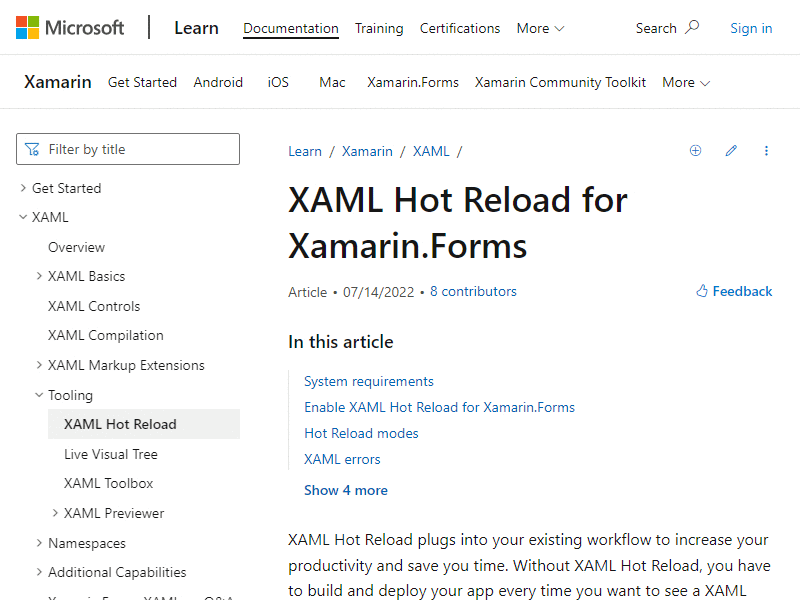 Microsoft | Learn Documentation Training Certifications More Search Sign in
Xamarin Get Started Android iOS Mac Xamarin.Forms Xamarin Community Toolkit More
Filter by title
Get Started
XAML
Overview
XAML Basics
XAML Controls
XAML Compilation
XAML Markup Extensions
Tooling
XAML Hot Reload
Live Visual Tree
XAML Toolbox
XAML Previewer
Namespaces
Additional Capabilities
Learn / Xamarin / XAML /
XAML Hot Reload for
Xamarin.Forms
Article • 07/14/2022 • 8 contributors
Feedback
In this article
System requirements
Enable XAML Hot Reload for Xamarin.Forms
Hot Reload modes
XAML errors
Show 4 more
XAML Hot Reload plugs into your existing workflow to increase your
productivity and save you time. Without XAML Hot Reload, you have
to build and deploy your app every time you want to see a XAML